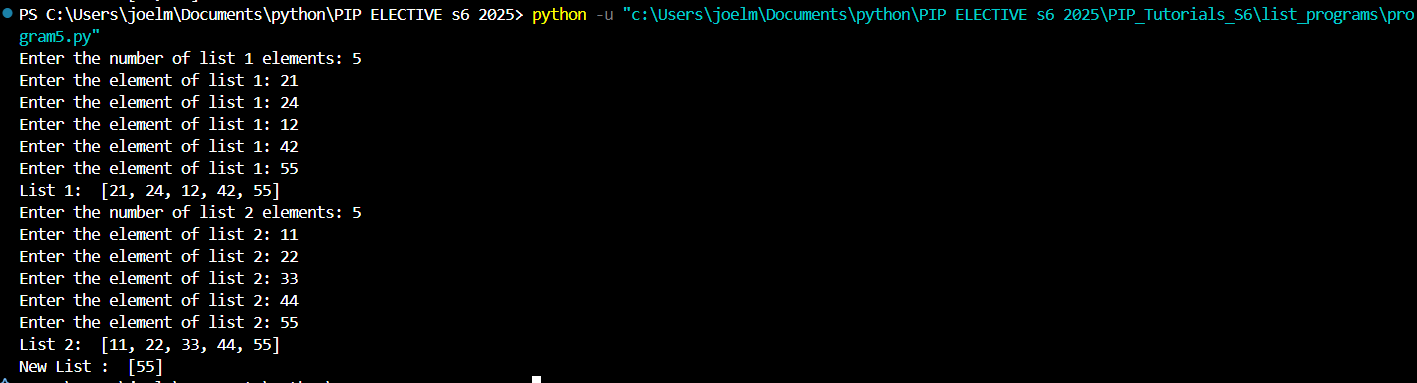 PS C:\Users\joelm\Documents\python\PIP ELECTIVE s6 2025> python -u "c:\Users\joelm\Documents\python\PIP ELECTIVE s6 2025\PIP_Tutorials_S6\list_programs\pro
gram5.py"
Enter the number of list 1 elements: 5
Enter the element of list 1: 21
Enter the element of list 1: 24
Enter the element of list 1: 12
Enter the element of list 1: 42
Enter the element of list 1: 55
List 1:  [21, 24, 12, 42, 55]
Enter the number of list 2 elements: 5
Enter the element of list 2: 11
Enter the element of list 2: 22
Enter the element of list 2: 33
Enter the element of list 2: 44
Enter the element of list 2: 55
List 2:  [11, 22, 33, 44, 55]
New List :  [55]